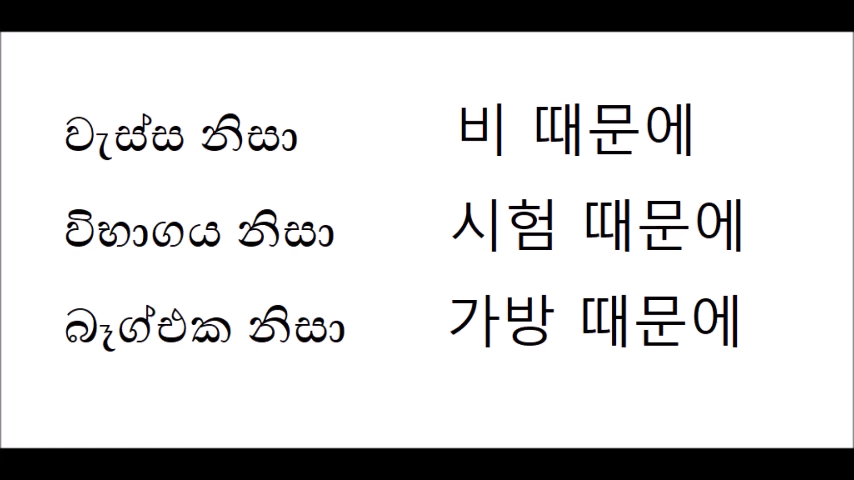 වැස්ස නිසා 비 때문에
විභාගය නිසා 시험 때문에
බෑග්එක නිසා 가방 때문에